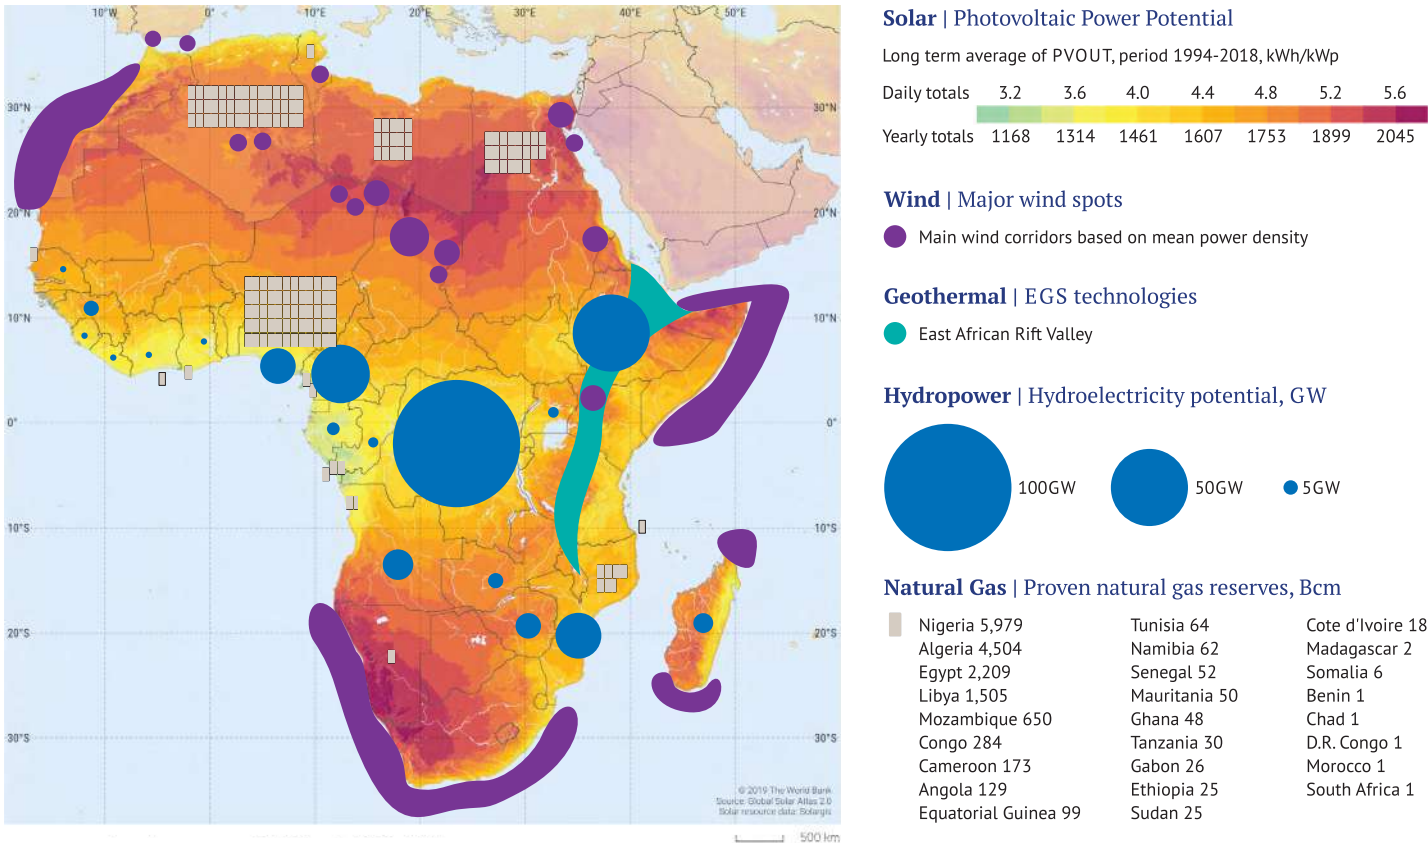 10°W 0° 10°E 20°E 30°E 40°E 50°E
30°N 30°N
20°N 20°N
10°N 10°N
0° 0°
10°S 10°S
20°S 20°S
30°S 30°S
© 2019 The World Bank
Source: Global Solar Atlas 2.0
Solar resource data: Solargis
500 km
Solar | Photovoltaic Power Potential
Long term average of PVOUT, period 1994-2018, kWh/kWp
Daily totals 3.2 3.6 4.0 4.4 4.8 5.2 5.6
Yearly totals 1168 1314 1461 1607 1753 1899 2045
Wind | Major wind spots
Main wind corridors based on mean power density
Geothermal | EGS technologies
East African Rift Valley
Hydropower | Hydroelectricity potential, GW
100GW 50GW 5GW
Natural Gas | Proven natural gas reserves, Bcm
Nigeria 5,979
Algeria 4,504
Egypt 2,209
Libya 1,505
Mozambique 650
Congo 284
Cameroon 173
Angola 129
Equatorial Guinea 99
Tunisia 64
Namibia 62
Senegal 52
Mauritania 50
Ghana 48
Tanzania 30
Gabon 26
Ethiopia 25
Sudan 25
Cote d'Ivoire 18
Madagascar 2
Somalia 6
Benin 1
Chad 1
D.R. Congo 1
Morocco 1
South Africa 1